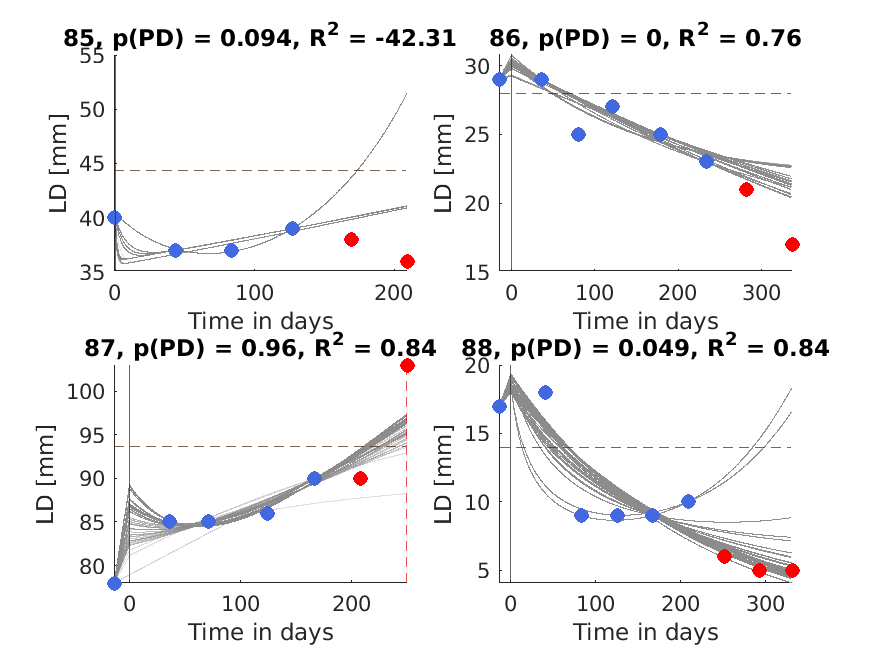 85, p(PD) = 0.094, R² = -42.31
55
50
45
40
35
LD [mm]
0
100
200
Time in days
86, p(PD) = 0, R² = 0.76
30
25
20
15
LD [mm]
0
100
200
300
Time in days
87, p(PD) = 0.96, R² = 0.84
100
95
90
85
80
LD [mm]
0
100
200
Time in days
88, p(PD) = 0.049, R² = 0.84
20
15
10
5
LD [mm]
0
100
200
300
Time in days